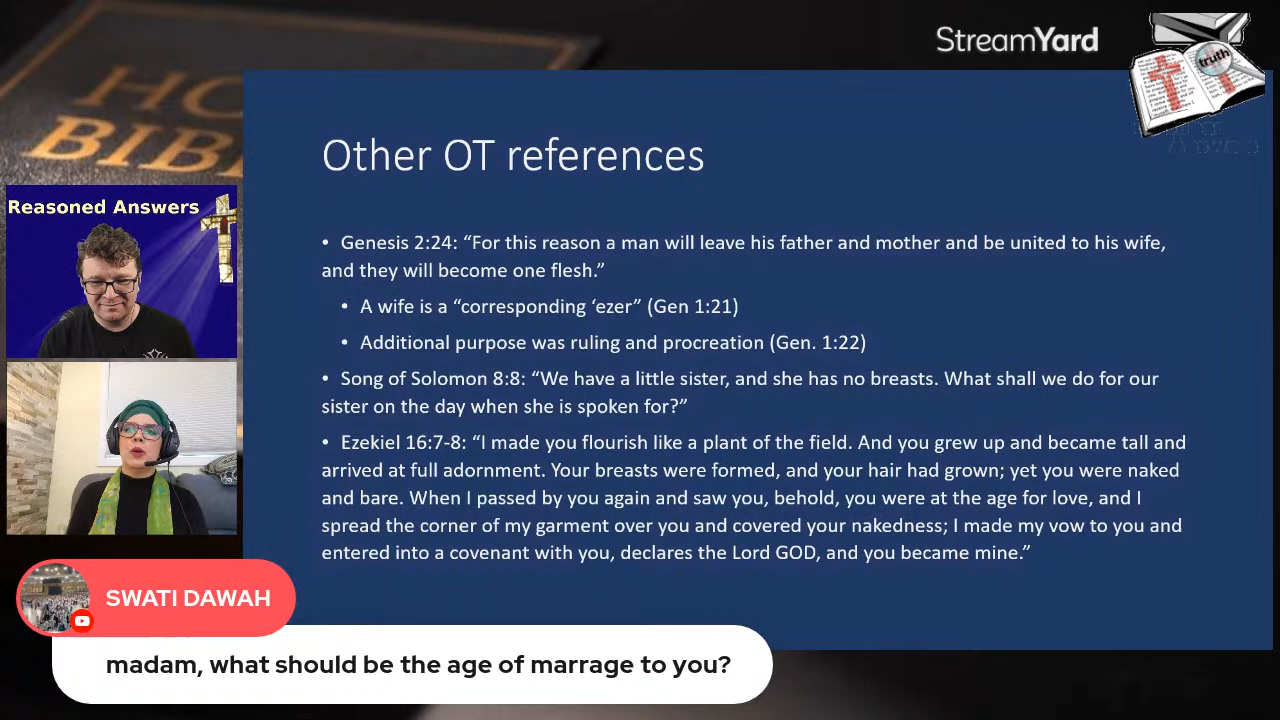 StreamYard
HO
BIB
truth
Other OT references
• Genesis 2:24: “For this reason a man will leave his father and mother and be united to his wife,
and they will become one flesh.”
• A wife is a “corresponding ‘ezer” (Gen 1:21)
• Additional purpose was ruling and procreation (Gen. 1:22)
• Song of Solomon 8:8: “We have a little sister, and she has no breasts. What shall we do for our
sister on the day when she is spoken for?”
• Ezekiel 16:7-8: “I made you flourish like a plant of the field. And you grew up and became tall and
arrived at full adornment. Your breasts were formed, and your hair had grown; yet you were naked
and bare. When I passed by you again and saw you, behold, you were at the age for love, and I
spread the corner of my garment over you and covered your nakedness; I made my vow to you and
entered into a covenant with you, declares the Lord GOD, and you became mine.”
Reasoned Answers
SWATI DAWAH
madam, what should be the age of marrage to you?